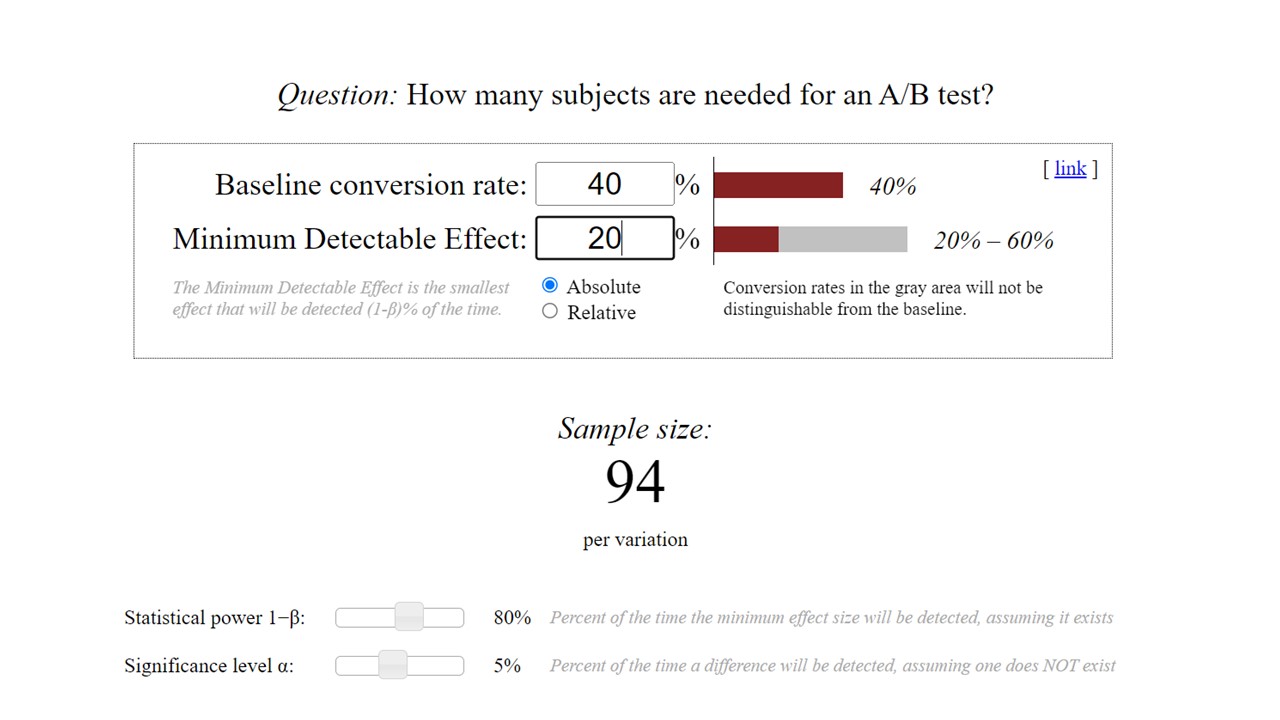 Question: How many subjects are needed for an A/B test?
[ link ]
Baseline conversion rate: 40 % 40%
Minimum Detectable Effect: 20 % 20% – 60%
The Minimum Detectable Effect is the smallest
effect that will be detected (1-β)% of the time.
Absolute
Relative
Conversion rates in the gray area will not be
distinguishable from the baseline.
Sample size:
94
per variation
Statistical power 1−β: 80% Percent of the time the minimum effect size will be detected, assuming it exists
Significance level α: 5% Percent of the time a difference will be detected, assuming one does NOT exist